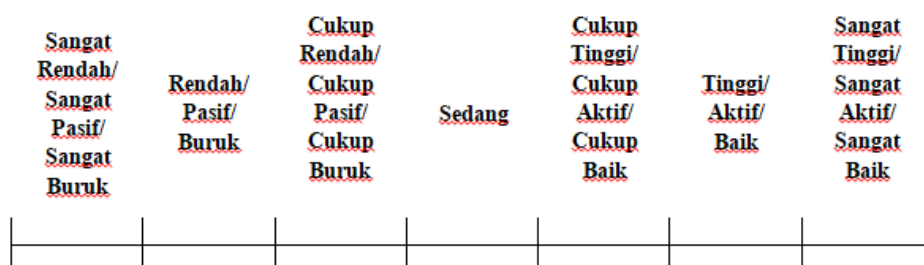 Sangat
Rendah/
Sangat
Pasif/
Sangat
Buruk
Rendah/
Pasif/
Buruk
Cukup
Rendah/
Cukup
Pasif/
Cukup
Buruk
Sedang
Cukup
Tinggi/
Cukup
Aktif/
Cukup
Baik
Tinggi/
Aktif/
Baik
Sangat
Tinggi/
Sangat
Aktif/
Sangat
Baik